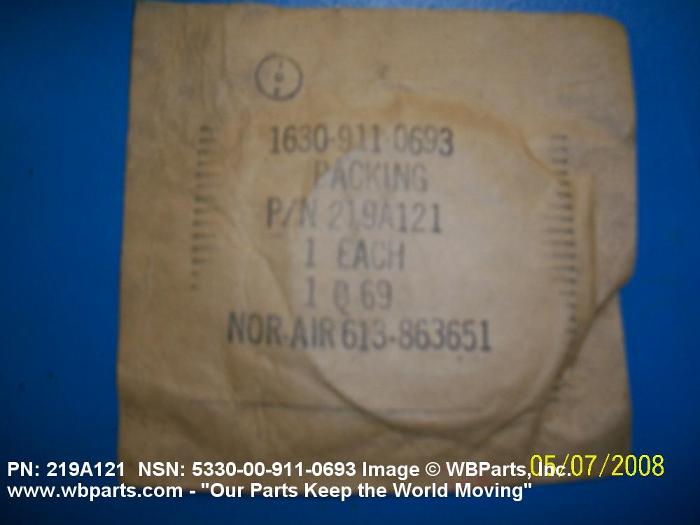 1630-911-0693
PACKING
P/N 219A121
1 EACH
1 Q 69
NOR-AIR 613-863651
PN: 219A121 NSN: 5330-00-911-0693 Image © WBParts, Inc.
05/07/2008
www.wbparts.com - "Our Parts Keep the World Moving"